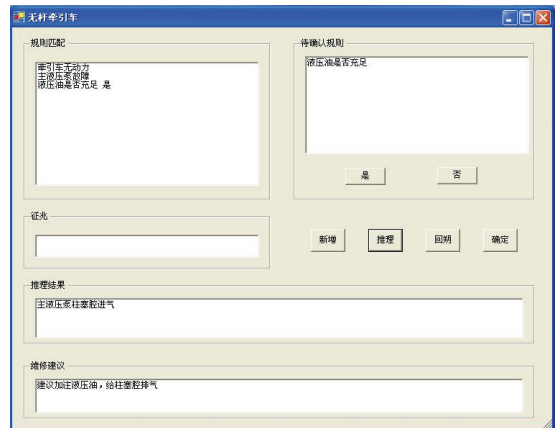 无杆牵引车
规则匹配
牵引车无动力
主液压泵故障
液压油是否充足 是
待确认规则
液压油是否充足
是
否
征兆
新增
推理
回朔
确定
推理结果
主液压泵柱塞腔进气
维修建议
建议加注液压油，给柱塞腔排气